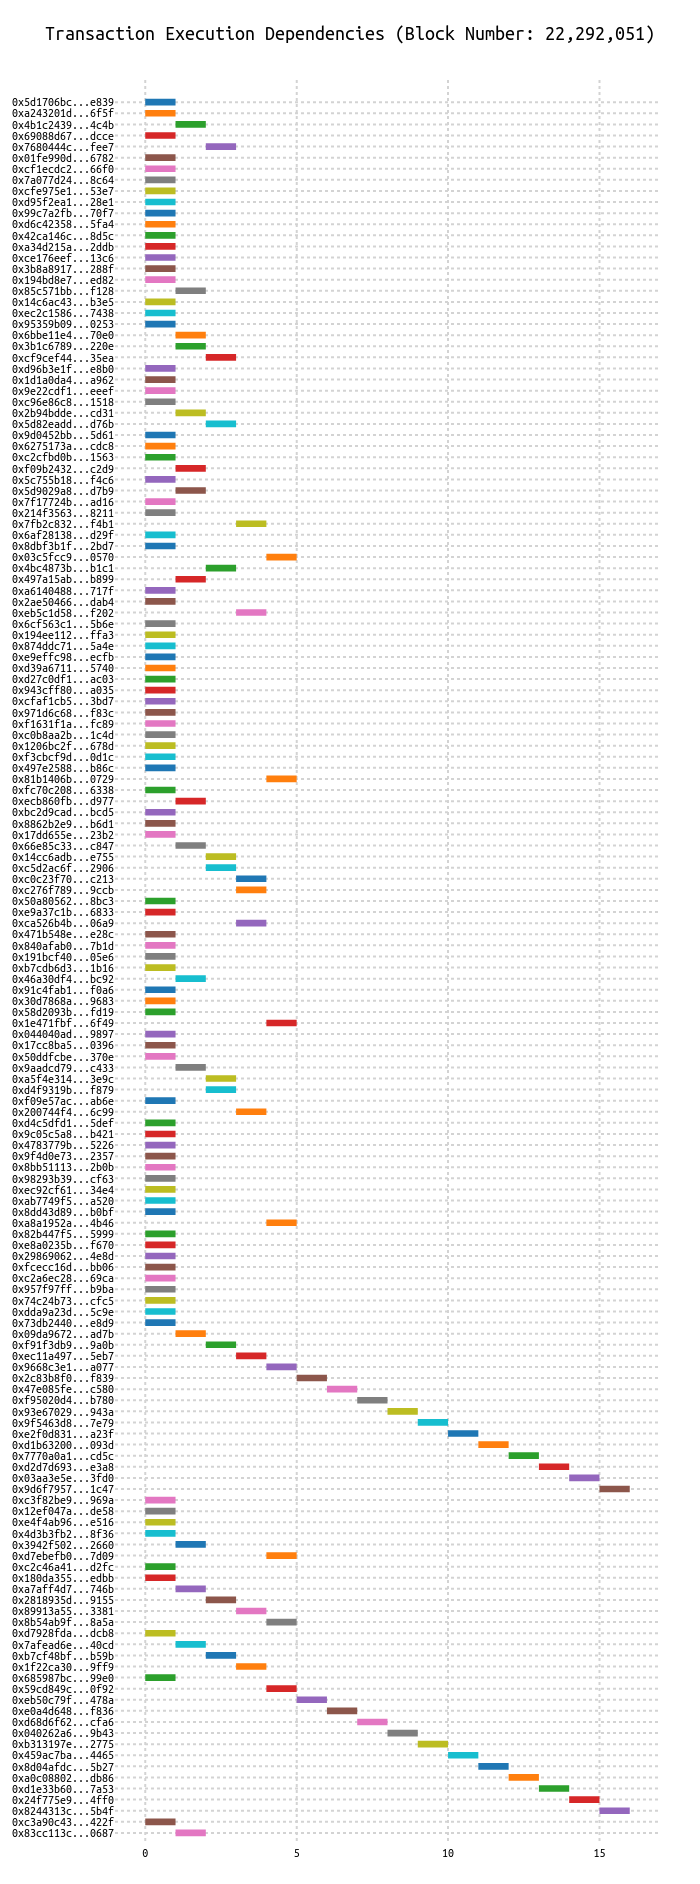 Transaction Execution Dependencies (Block Number: 22,292,051)
0x5d1706bc...e839
0xa243201d...6f5f
0x4b1c2439...4c4b
0x69088d67...dcce
0x7680444c...fee7
0x01fe990d...6782
0xcf1ecdc2...66f0
0x7a077d24...8c64
0xcfe975e1...53e7
0xd95f2ea1...28e1
0x99c7a2fb...70f7
0xd6c42358...5fa4
0x42ca146c...8d5c
0xa34d215a...2ddb
0xce176eef...13c6
0x3b8a8917...288f
0x194bd8e7...ed82
0x85c571bb...f128
0x14c6ac43...b3e5
0xec2c1586...7438
0x95359b09...0253
0x6bbe11e4...70e0
0x3b1c6789...220e
0xcf9cef44...35ea
0xd96b3e1f...e8b0
0x1d1a0da4...a962
0x9e22cdf1...eeef
0xc96e86c8...1518
0x2b94bdde...cd31
0x5d82eadd...d76b
0x9d0452bb...5d61
0x6275173a...cdc8
0xc2cfbd0b...1563
0xf09b2432...c2d9
0x5c755b18...f4c6
0x5d9029a8...d7b9
0x7f17724b...ad16
0x214f3563...8211
0x7fb2c832...f4b1
0x6af28138...d29f
0x8dbf3b1f...2bd7
0x03c5fcc9...0570
0x4bc4873b...b1c1
0x497a15ab...b899
0xa6140488...717f
0x2ae50466...dab4
0xeb5c1d58...f202
0x6cf563c1...5b6e
0x194ee112...ffa3
0x874ddc71...5a4e
0xe9effc98...ecfb
0xd39a6711...5740
0xd27c0df1...ac03
0x943cff80...a035
0xcfaf1cb5...3bd7
0x971d6c68...f83c
0xf1631f1a...fc89
0xc0b8aa2b...1c4d
0x1206bc2f...678d
0xf3cbcf9d...0d1c
0x497e2588...b86c
0x81b1406b...0729
0xfc70c208...6338
0xecb860fb...d977
0xbc2d9cad...bcd5
0x8862b2e9...b6d1
0x17dd655e...23b2
0x66e85c33...c847
0x14cc6adb...e755
0xc5d2ac6f...2906
0xc0c23f70...c213
0xc276f789...9ccb
0x50a80562...8bc3
0xe9a37c1b...6833
0xca526b4b...06a9
0x471b548e...e28c
0x840afab0...7b1d
0x191bcf40...05e6
0xb7cdb6d3...1b16
0x46a30df4...bc92
0x91c4fab1...f0a6
0x30d7868a...9683
0x58d2093b...fd19
0x1e471fbf...6f49
0x044040ad...9897
0x17cc8ba5...0396
0x50ddfcbe...370e
0x9aadcd79...c433
0xa5f4e314...3e9c
0xd4f9319b...f879
0xf09e57ac...ab6e
0x200744f4...6c99
0xd4c5dfd1...5def
0x9c05c5a8...b421
0x4783779b...5226
0x9f4d0e73...2357
0x8bb51113...2b0b
0x98293b39...cf63
0xec92cf61...34e4
0xab7749f5...a520
0x8dd43d89...b0bf
0xa8a1952a...4b46
0x82b447f5...5999
0xe8a0235b...f670
0x29869062...4e8d
0xfcecc16d...bb06
0xc2a6ec28...69ca
0x957f97ff...b9ba
0x74c24b73...cfc5
0xdda9a23d...5c9e
0x73db2440...e8d9
0x09da9672...ad7b
0xf91f3db9...9a0b
0xec11a497...5eb7
0x9668c3e1...a077
0x2c83b8f0...f839
0x47e085fe...c580
0xf95020d4...b780
0x93e67029...943a
0x9f5463d8...7e79
0xe2f0d831...a23f
0xd1b63200...093d
0x7770a0a1...cd5c
0xd2d7d693...e3a8
0x03aa3e5e...3fd0
0x9d6f7957...1c47
0xc3f82be9...969a
0x12ef047a...de58
0xe4f4ab96...e516
0x4d3b3fb2...8f36
0x3942f502...2660
0xd7ebefb0...7d09
0xc2c46a41...d2fc
0x180da355...edbb
0xa7aff4d7...746b
0x2818935d...9155
0x89913a55...3381
0x8b54ab9f...8a5a
0xd7928fda...dcb8
0x7afead6e...40cd
0xb7cf48bf...b59b
0x1f22ca30...9ff9
0x685987bc...99e0
0x59cd849c...0f92
0xeb50c79f...478a
0xe0a4d648...f836
0xd68d6f62...cfa6
0x040262a6...9b43
0xb313197e...2775
0x459ac7ba...4465
0x8d04afdc...5b27
0xa0c08802...db86
0xd1e33b60...7a53
0x24f775e9...4ff0
0x8244313c...5b4f
0xc3a90c43...422f
0x83cc113c...0687
0 5 10 15